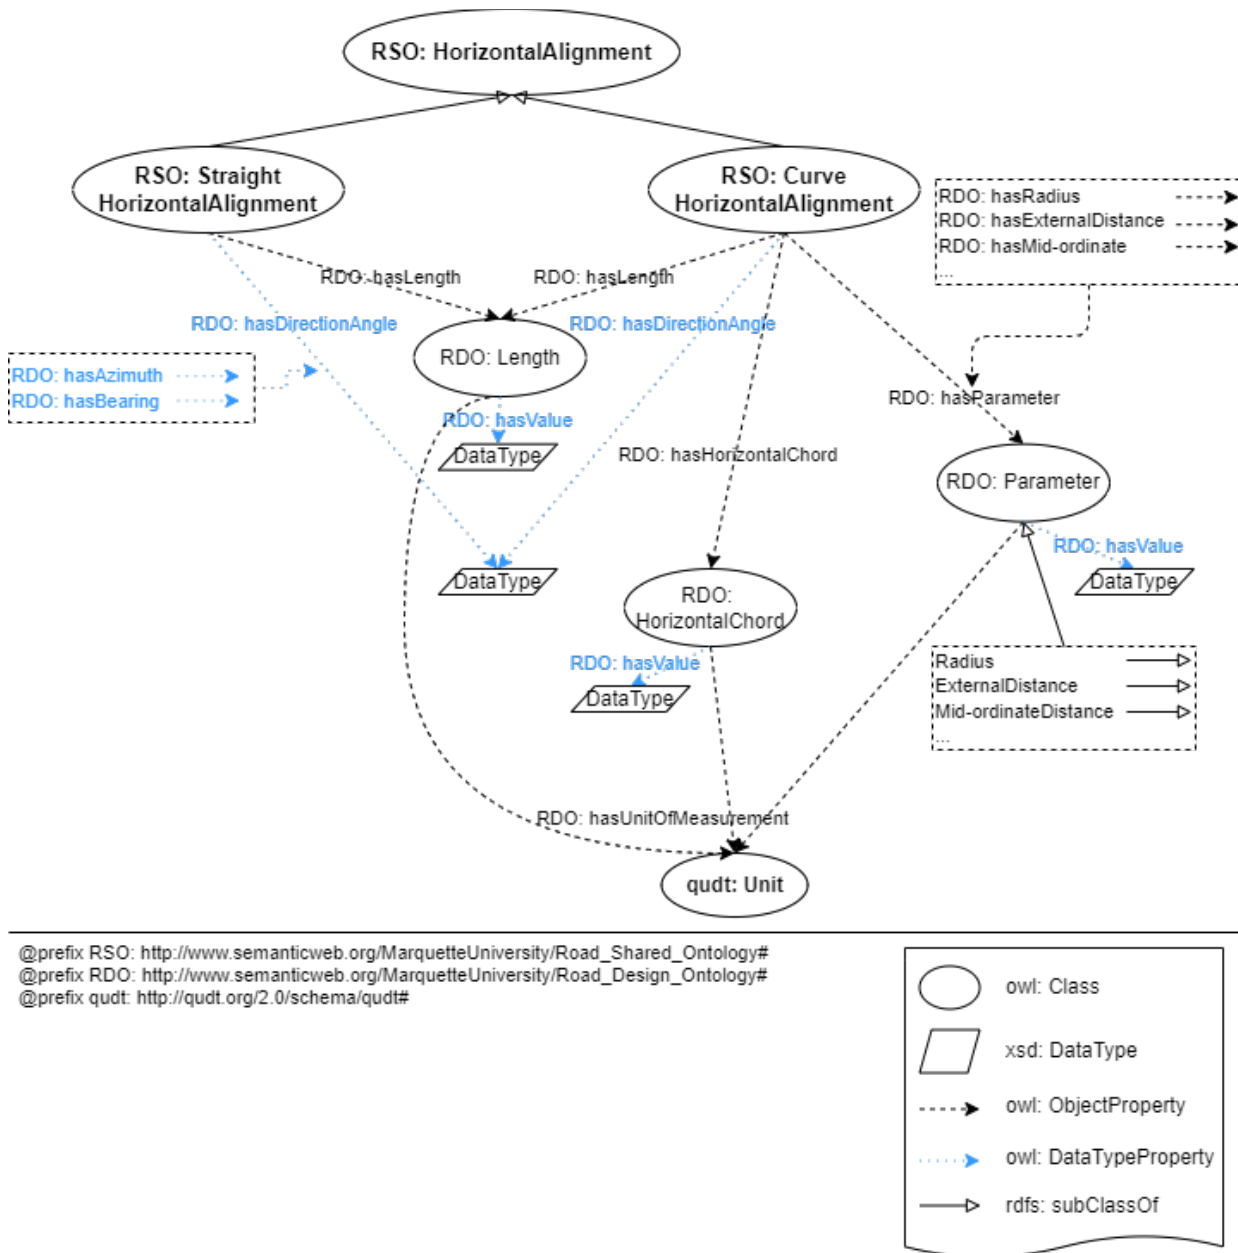 RSO: HorizontalAlignment
RSO: Straight
HorizontalAlignment
RSO: Curve
HorizontalAlignment
RDO: hasRadius
RDO: hasExternalDistance
RDO: hasMid-ordinate
...
RDO: hasLength
RDO: hasLength
RDO: hasDirectionAngle
RDO: hasDirectionAngle
RDO: Length
RDO: hasAzimuth
RDO: hasBearing
RDO: hasParameter
RDO: hasValue
DataType
RDO: hasHorizontalChord
RDO: Parameter
RDO: hasValue
DataType
DataType
RDO:
HorizontalChord
RDO: hasValue
DataType
Radius
ExternalDistance
Mid-ordinateDistance
...
RDO: hasUnitOfMeasurement
qudt: Unit
@prefix RSO: http://www.semanticweb.org/MarquetteUniversity/Road_Shared_Ontology#
@prefix RDO: http://www.semanticweb.org/MarquetteUniversity/Road_Design_Ontology#
@prefix qudt: http://qudt.org/2.0/schema/qudt#
owl: Class
xsd: DataType
owl: ObjectProperty
owl: DataTypeProperty
rdfs: subClassOf